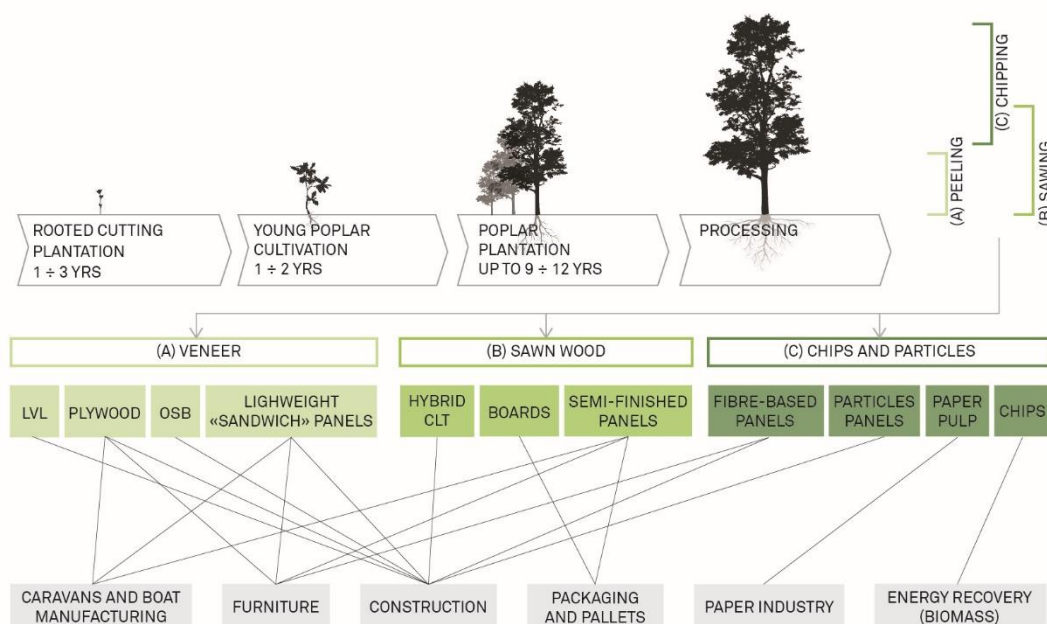 (C) CHIPPING
(A) PEELING
(B) SAWING
ROOTED CUTTING
PLANTATION
1 ÷ 3 YRS
YOUNG POPLAR
CULTIVATION
1 ÷ 2 YRS
POPLAR
PLANTATION
UP TO 9 ÷ 12 YRS
PROCESSING
(A) VENEER
(B) SAWN WOOD
(C) CHIPS AND PARTICLES
LVL
PLYWOOD
OSB
LIGHWEIGHT
«SANDWICH» PANELS
HYBRID
CLT
BOARDS
SEMI-FINISHED
PANELS
FIBRE-BASED
PANELS
PARTICLES
PANELS
PAPER
PULP
CHIPS
CARAVANS AND BOAT
MANUFACTURING
FURNITURE
CONSTRUCTION
PACKAGING
AND PALLETS
PAPER INDUSTRY
ENERGY RECOVERY
(BIOMASS)